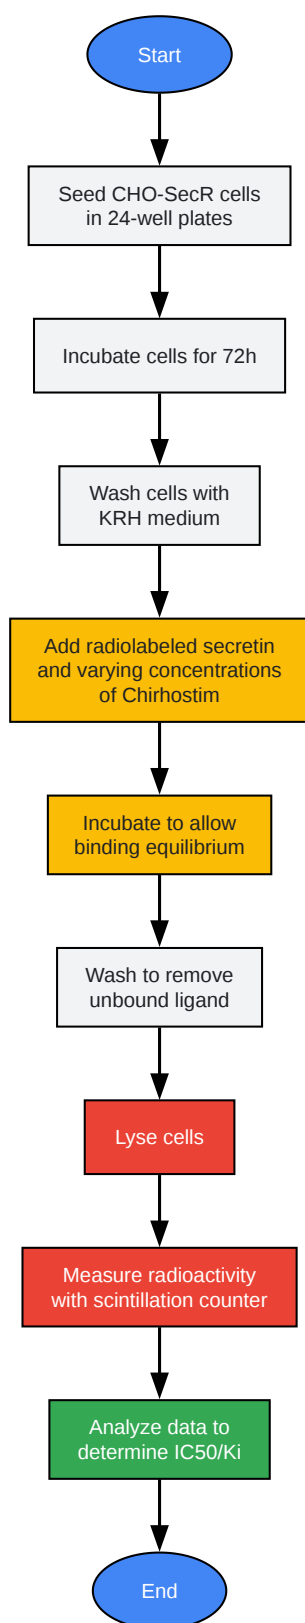 Start
Seed CHO-SecR cells
in 24-well plates
Incubate cells for 72h
Wash cells with
KRH medium
Add radiolabeled secretin
and varying concentrations
of Chirhostim
Incubate to allow
binding equilibrium
Wash to remove
unbound ligand
Lyse cells
Measure radioactivity
with scintillation counter
Analyze data to
determine IC50/Ki
End